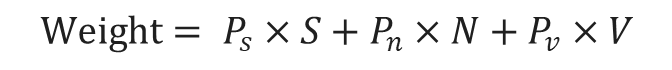 Weight = P_s × S + P_n × N + P_v × V